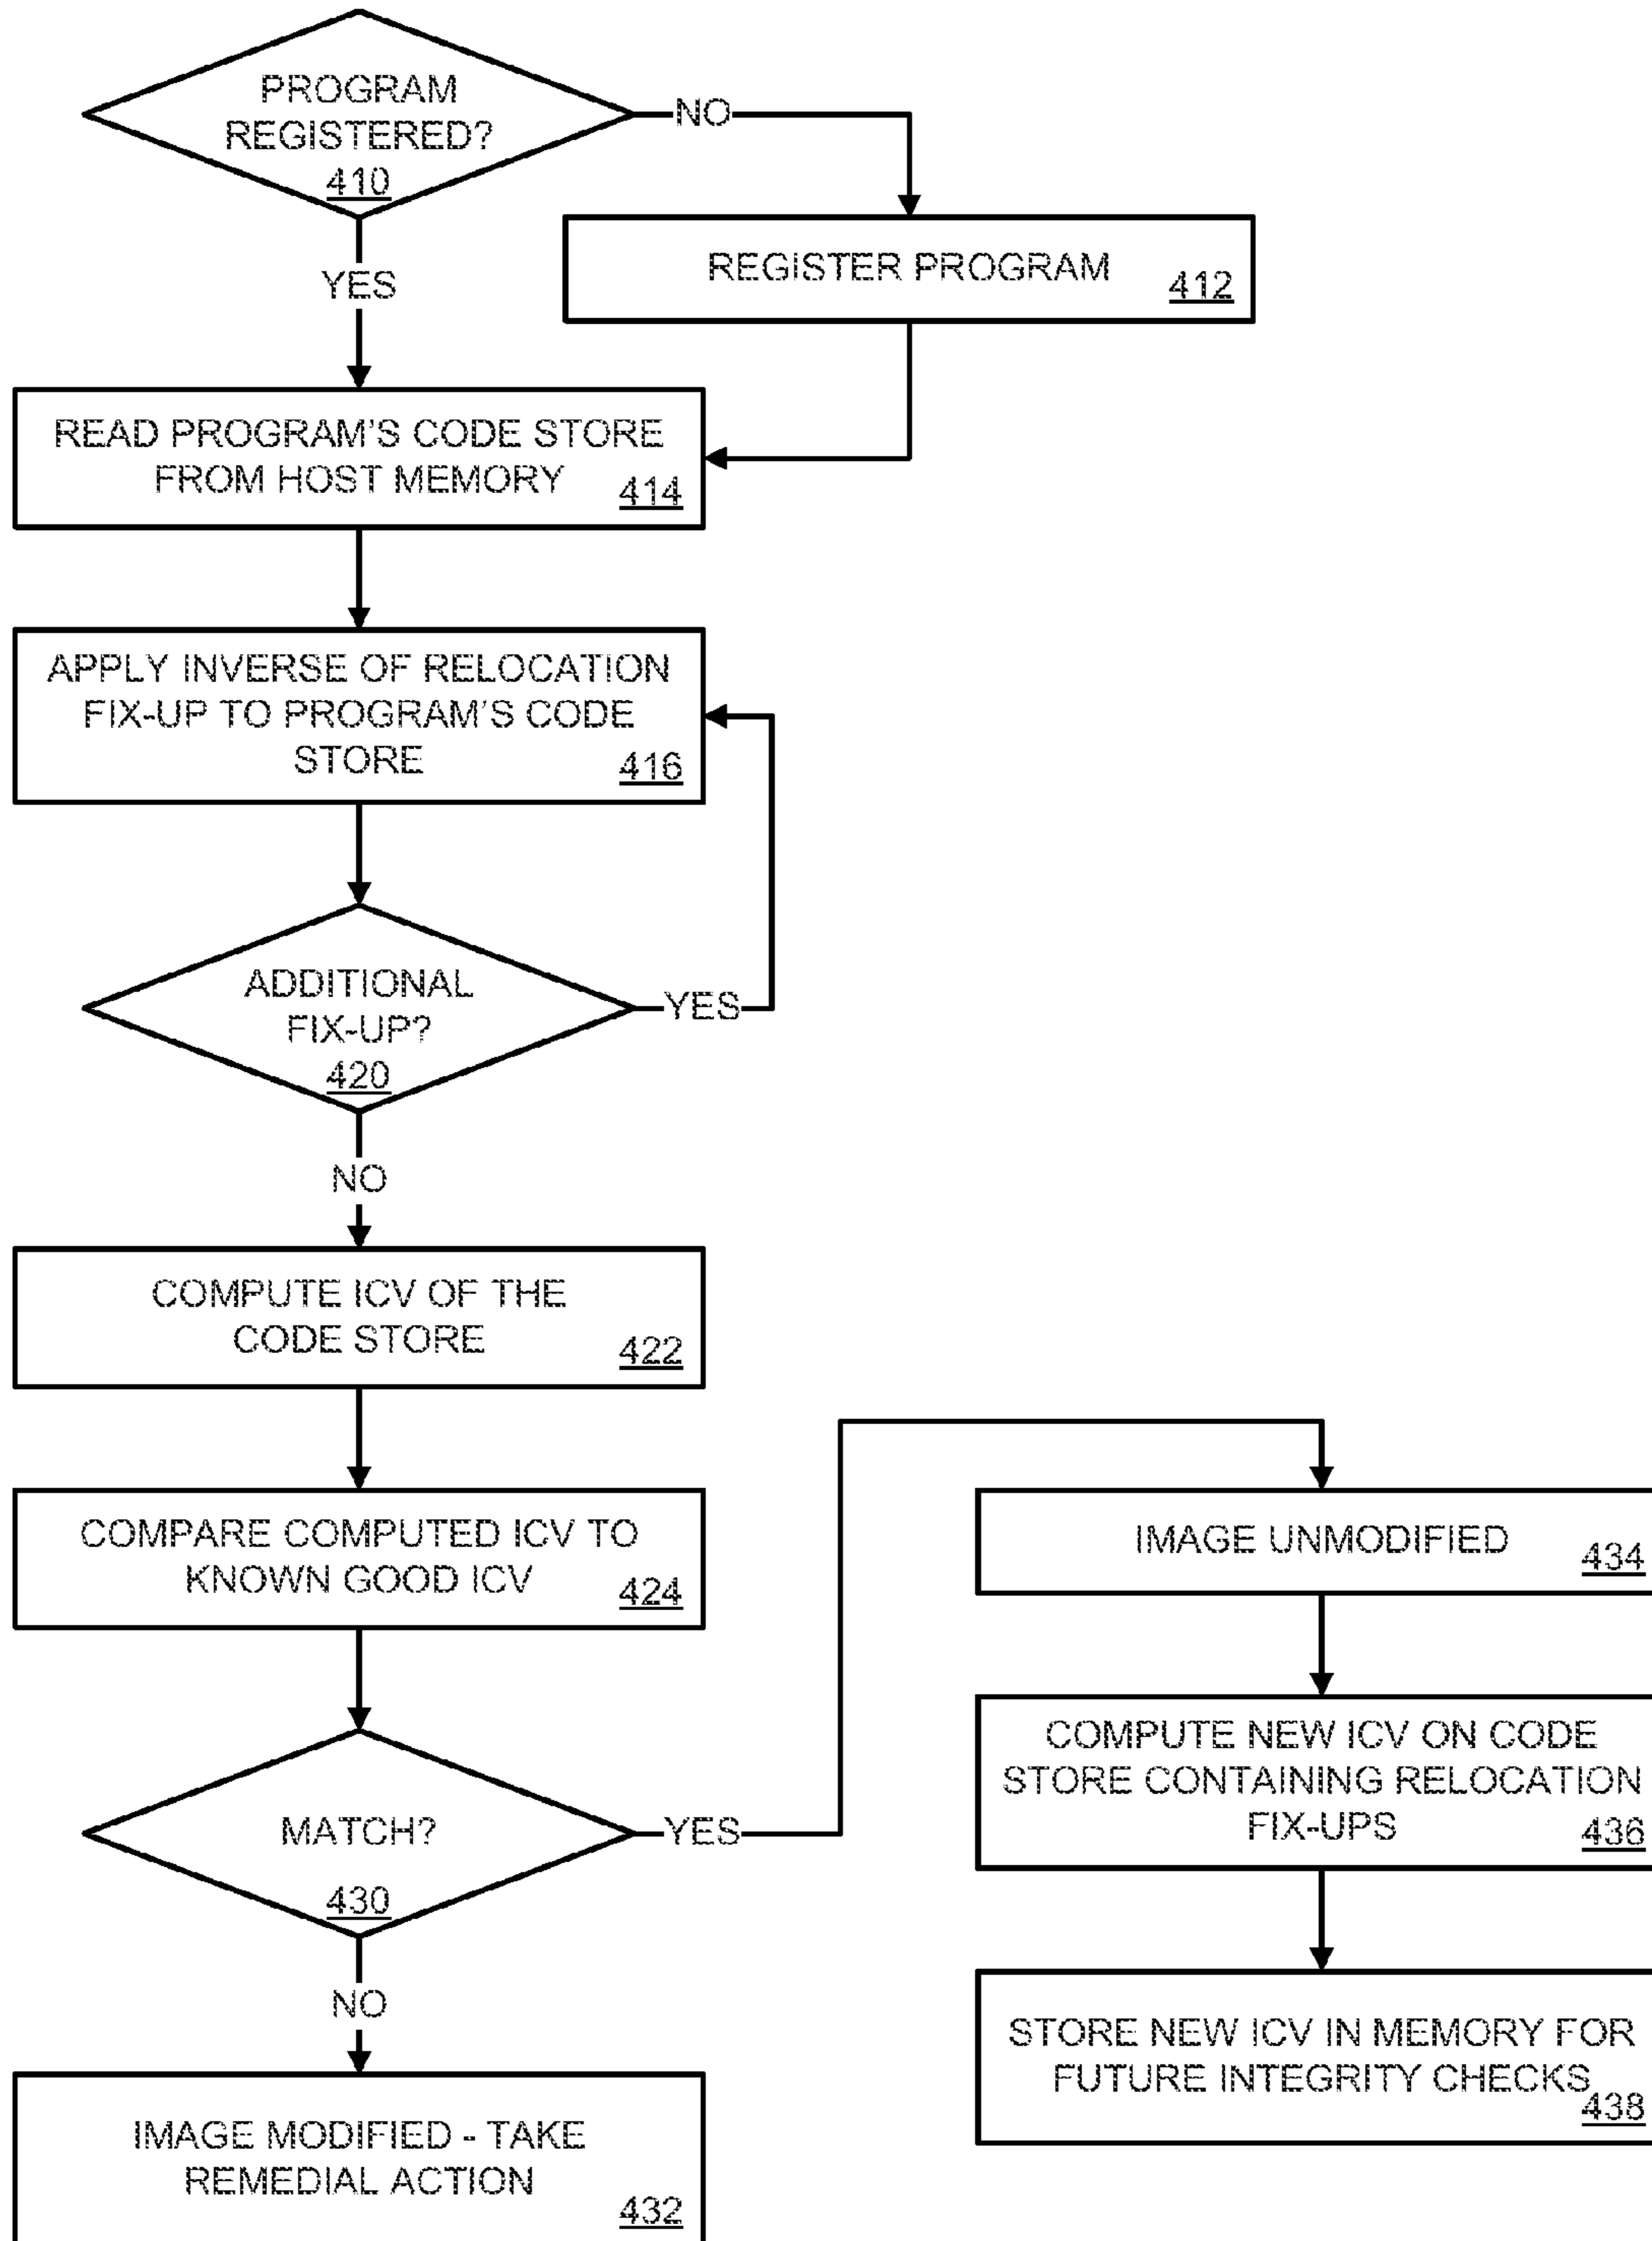 PROGRAM
REGISTERED?
410
NO
REGISTER PROGRAM
412
YES
READ PROGRAM'S CODE STORE
FROM HOST MEMORY
414
APPLY INVERSE OF RELOCATION
FIX-UP TO PROGRAM'S CODE
STORE
416
ADDITIONAL
FIX-UP?
420
YES
NO
COMPUTE ICV OF THE
CODE STORE
422
COMPARE COMPUTED ICV TO
KNOWN GOOD ICV
424
MATCH?
430
YES
NO
IMAGE MODIFIED - TAKE
REMEDIAL ACTION
432
IMAGE UNMODIFIED
434
COMPUTE NEW ICV ON CODE
STORE CONTAINING RELOCATION
FIX-UPS
436
STORE NEW ICV IN MEMORY FOR
FUTURE INTEGRITY CHECKS
438